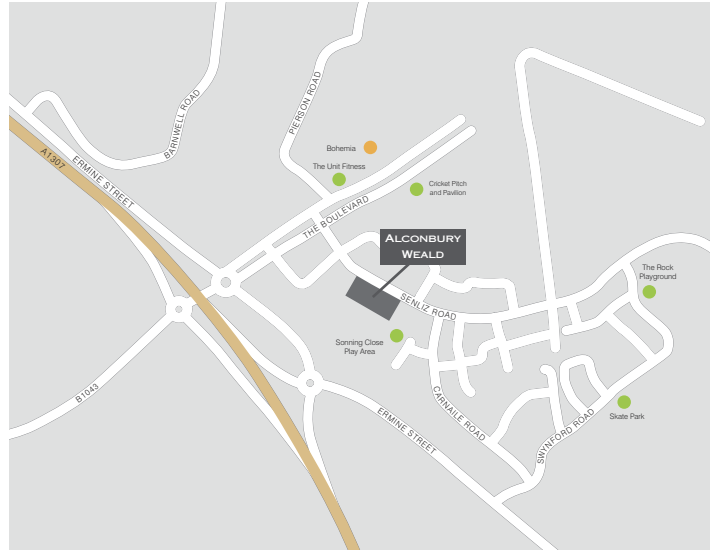 BARNWELL ROAD
PIERSON ROAD
A1307
ERMINE STREET
Bohemia
The Unit Fitness
Cricket Pitch
and Pavilion
THE BOULEVARD
ALCONBURY
WEALD
The Rock
Playground
SENLIZ ROAD
Sonning Close
Play Area
B1043
CARNAILE ROAD
ERMINE STREET
SWYNFORD ROAD
Skate Park